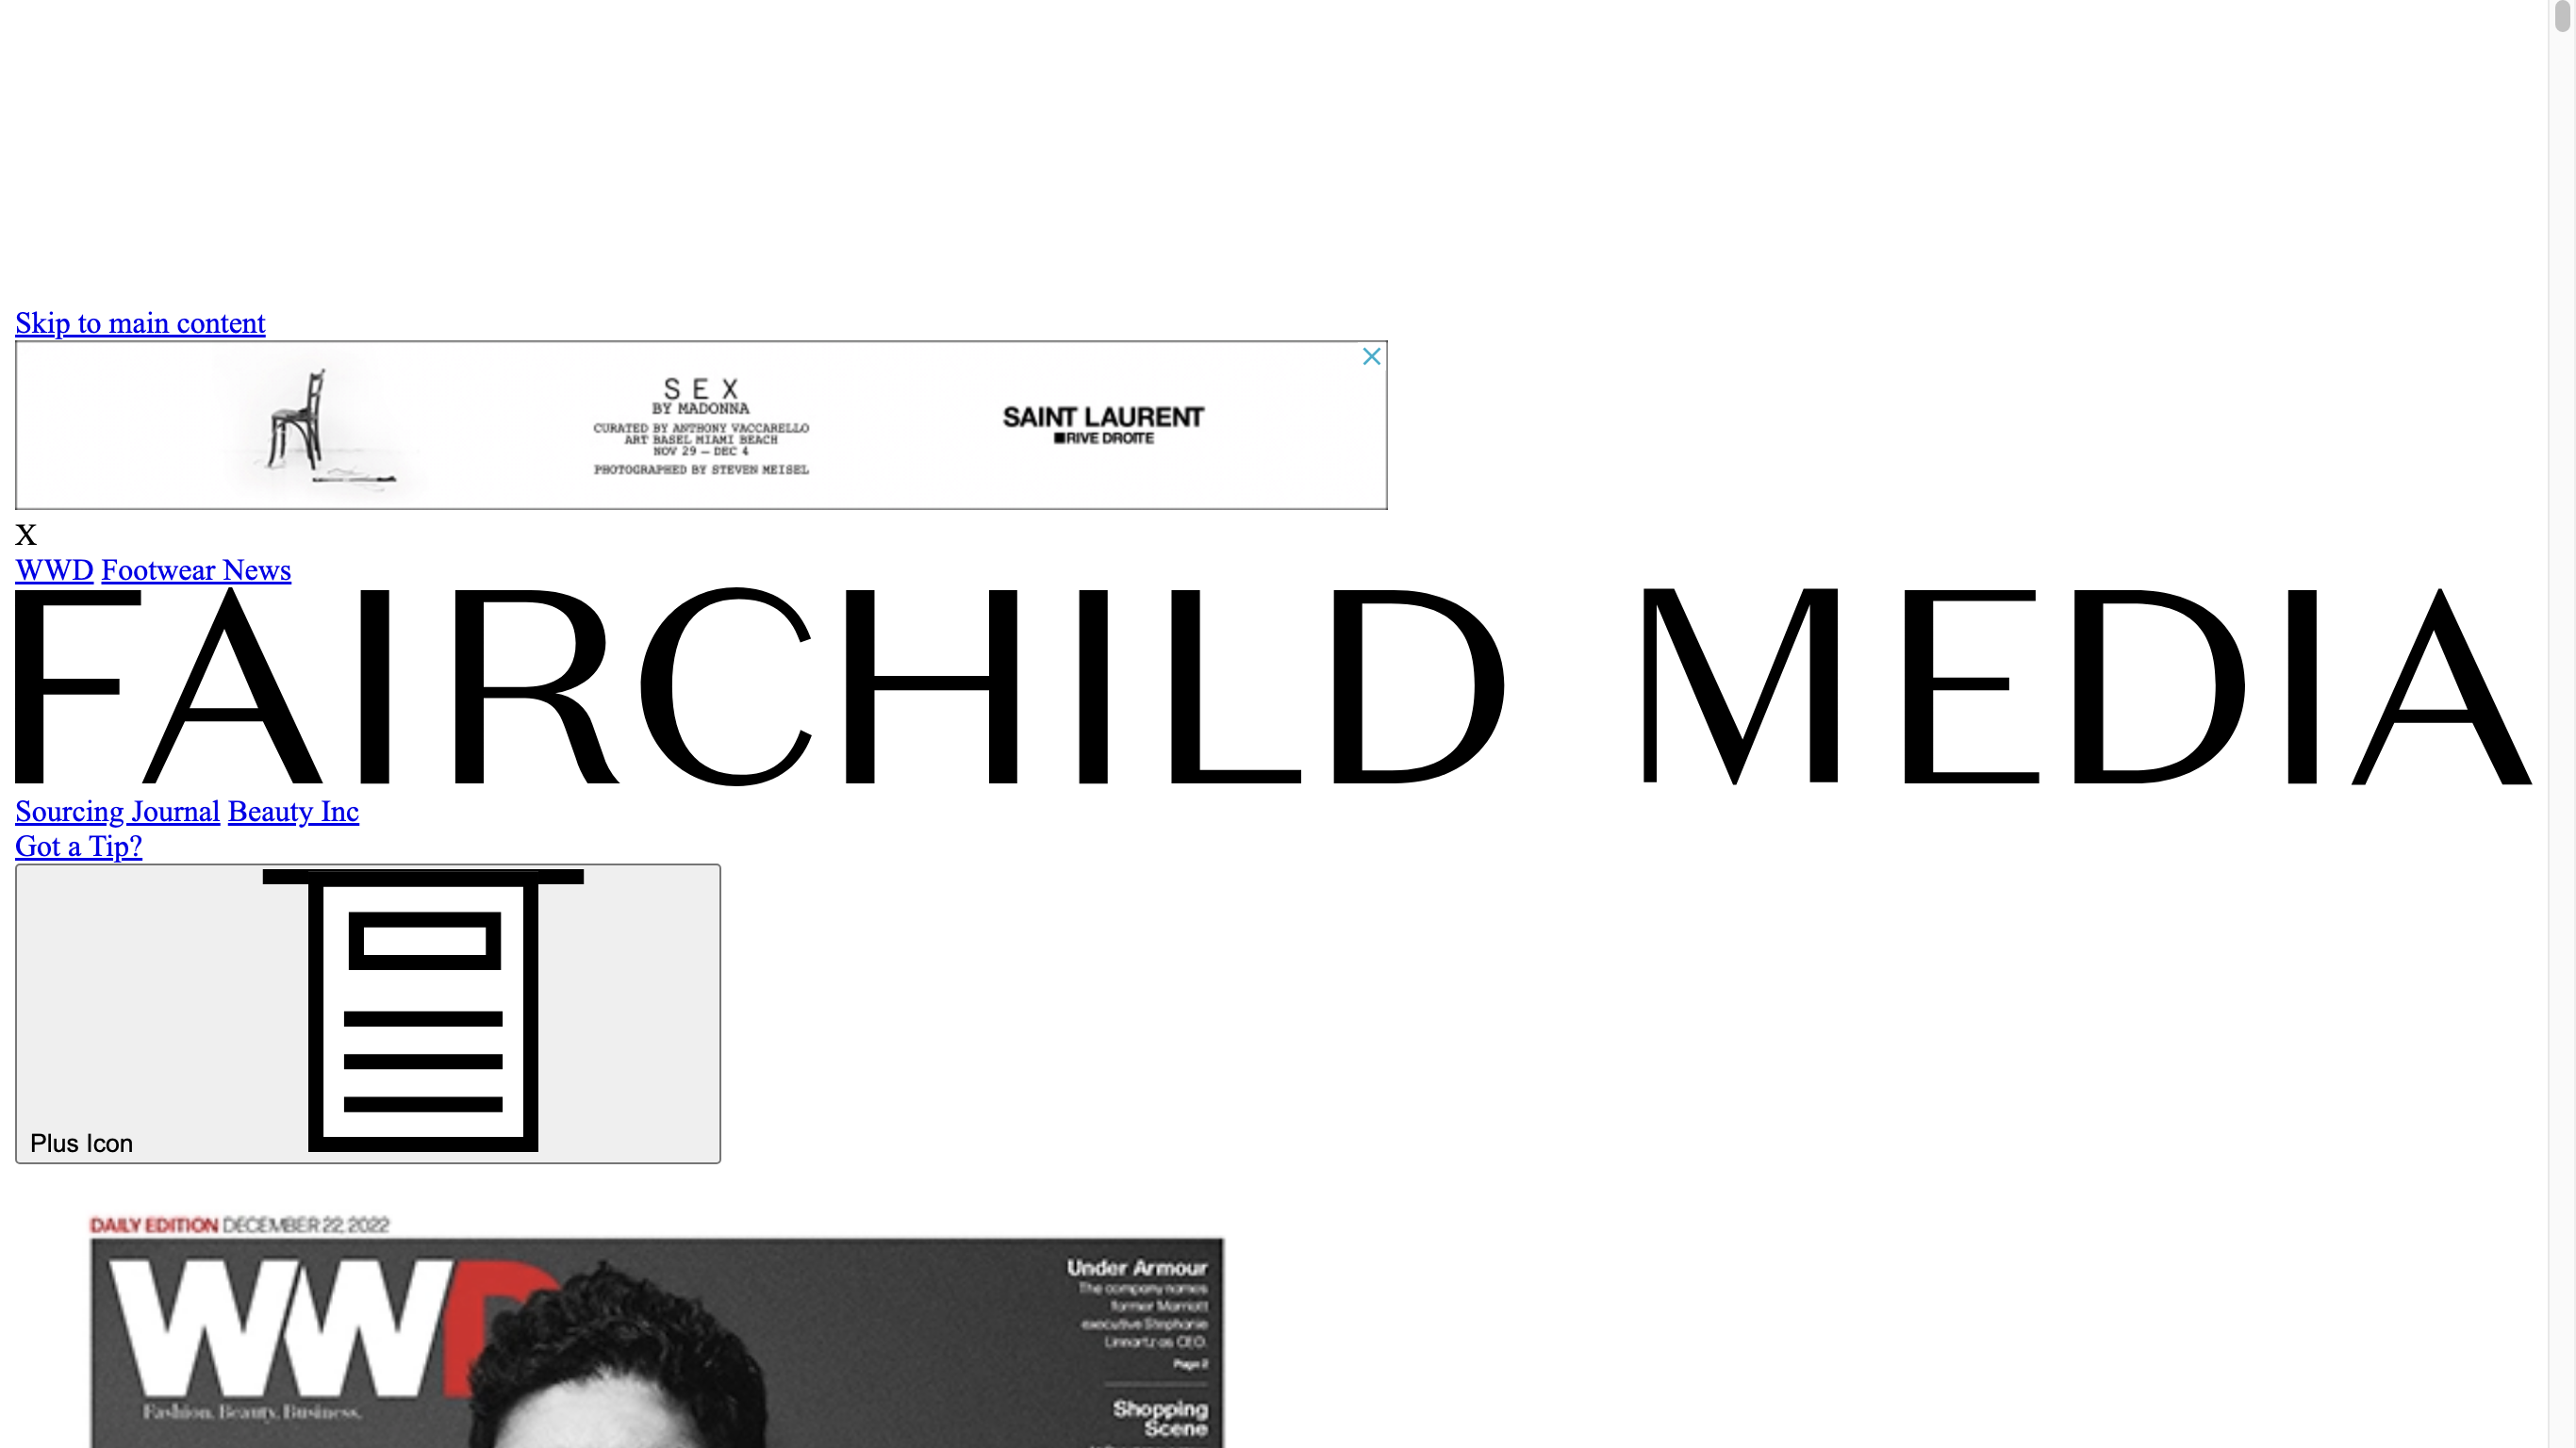 Skip to main content
SEX
BY MADONNA
CURATED BY ANTHONY VACCARELLO
ART BASEL MIAMI BEACH
NOV 29 — DEC 4
PHOTOGRAPHED BY STEVEN MEISEL
SAINT LAURENT
RIVE DROITE
X
WWD Footwear News
FAIRCHILD MEDIA
Sourcing Journal Beauty Inc
Got a Tip?
Plus Icon
DAILY EDITION DECEMBER 22, 2022
WWD
Fashion. Beauty. Business.
Under Armour
The company names
former Marriott
executive Stephanie
Linnartz as CEO.
Page 2
Shopping
Scene